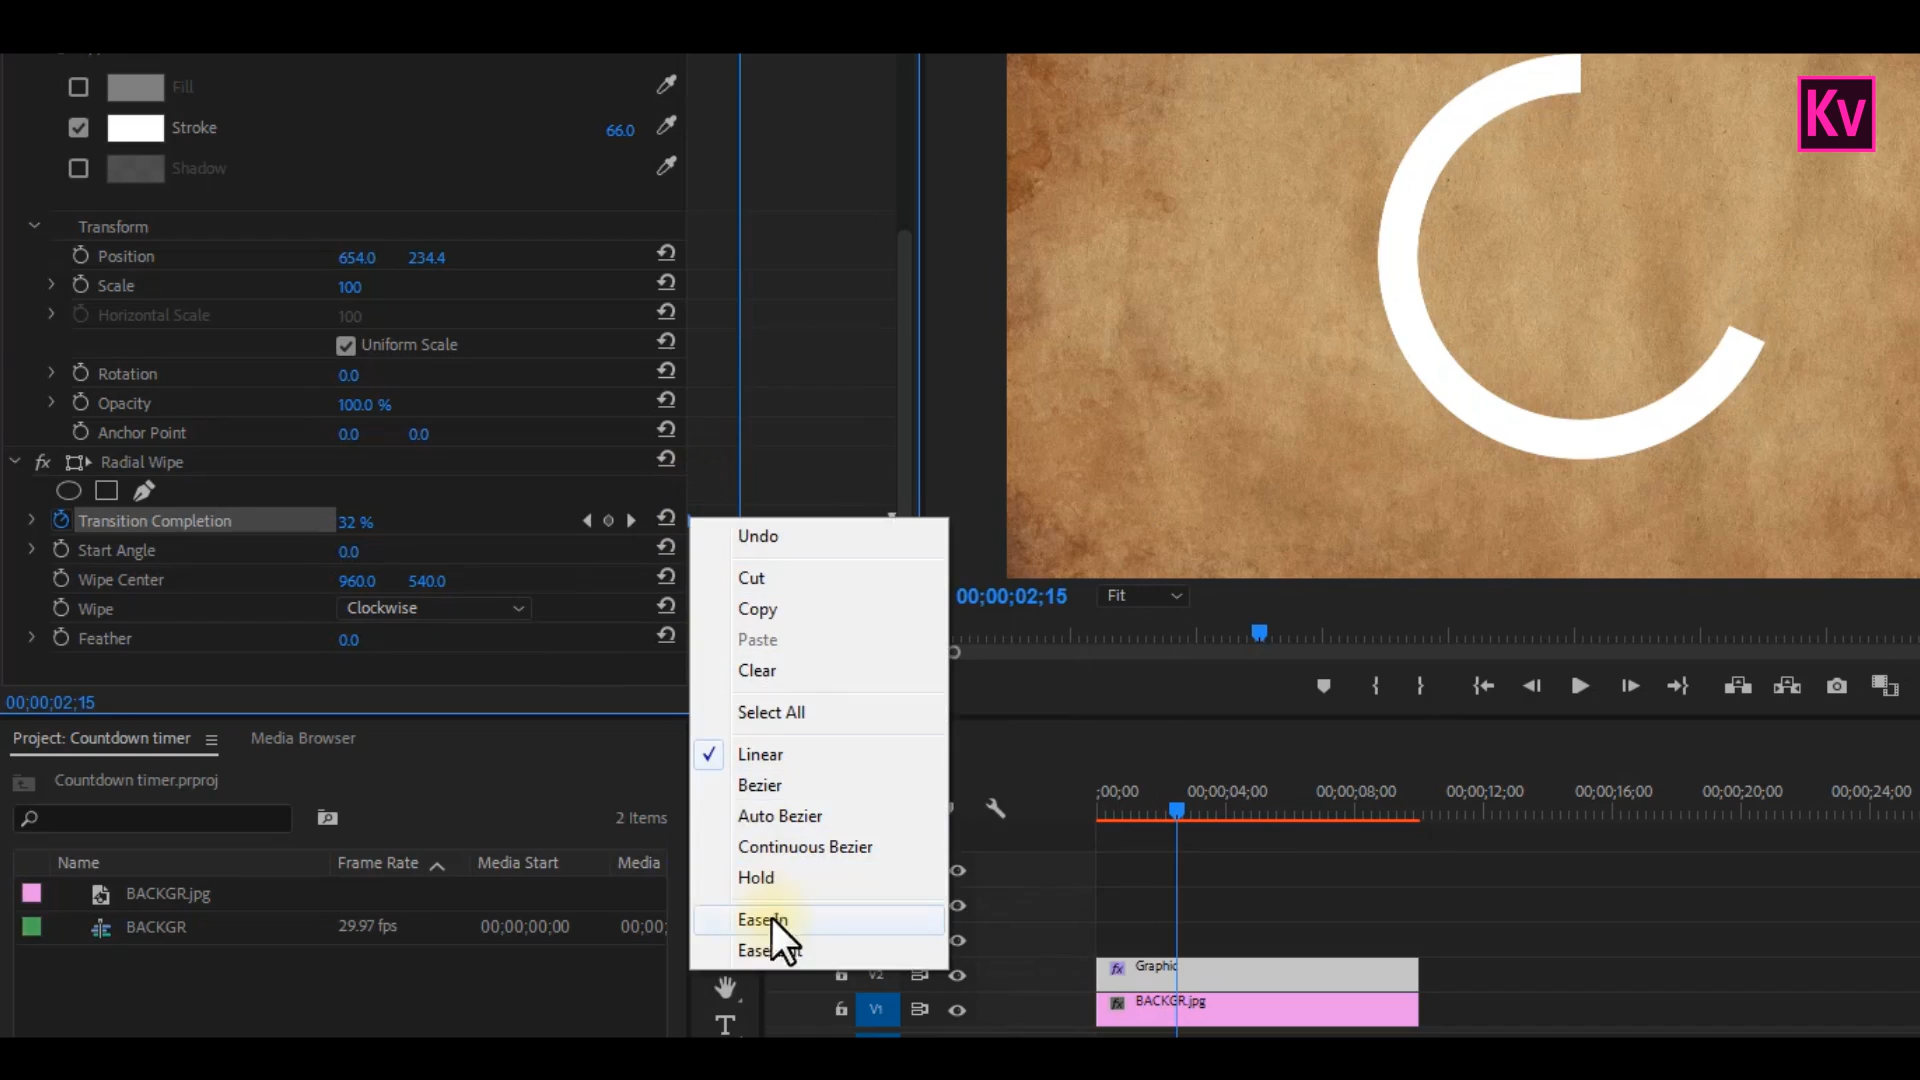 Fill
Stroke 66.0
Shadow
Transform
Position 654.0 234.4
Scale 100
Horizontal Scale 100
Uniform Scale
Rotation 0.0
Opacity 100.0 %
Anchor Point 0.0 0.0
fx Radial Wipe
Transition Completion 32 %
Start Angle 0.0
Wipe Center 960.0 540.0
Wipe Clockwise
Feather 0.0
00;00;02;15
Undo
Cut
Copy
Paste
Clear
Select All
Linear
Bezier
Auto Bezier
Continuous Bezier
Hold
Ease In
Kv
00;00;02;15 Fit
Project: Countdown timer Media Browser
Countdown timer.prproj
2 Items
Name Frame Rate Media Start Media
BACKGR.jpg
BACKGR 29.97 fps 00;00;00;00 00;00;
;00;00 00;00;04;00 00;00;08;00 00;00;12;00 00;00;16;00 00;00;20;00 00;00;24;00
V2 fx Graphic
V1 fx BACKGR.jpg
T